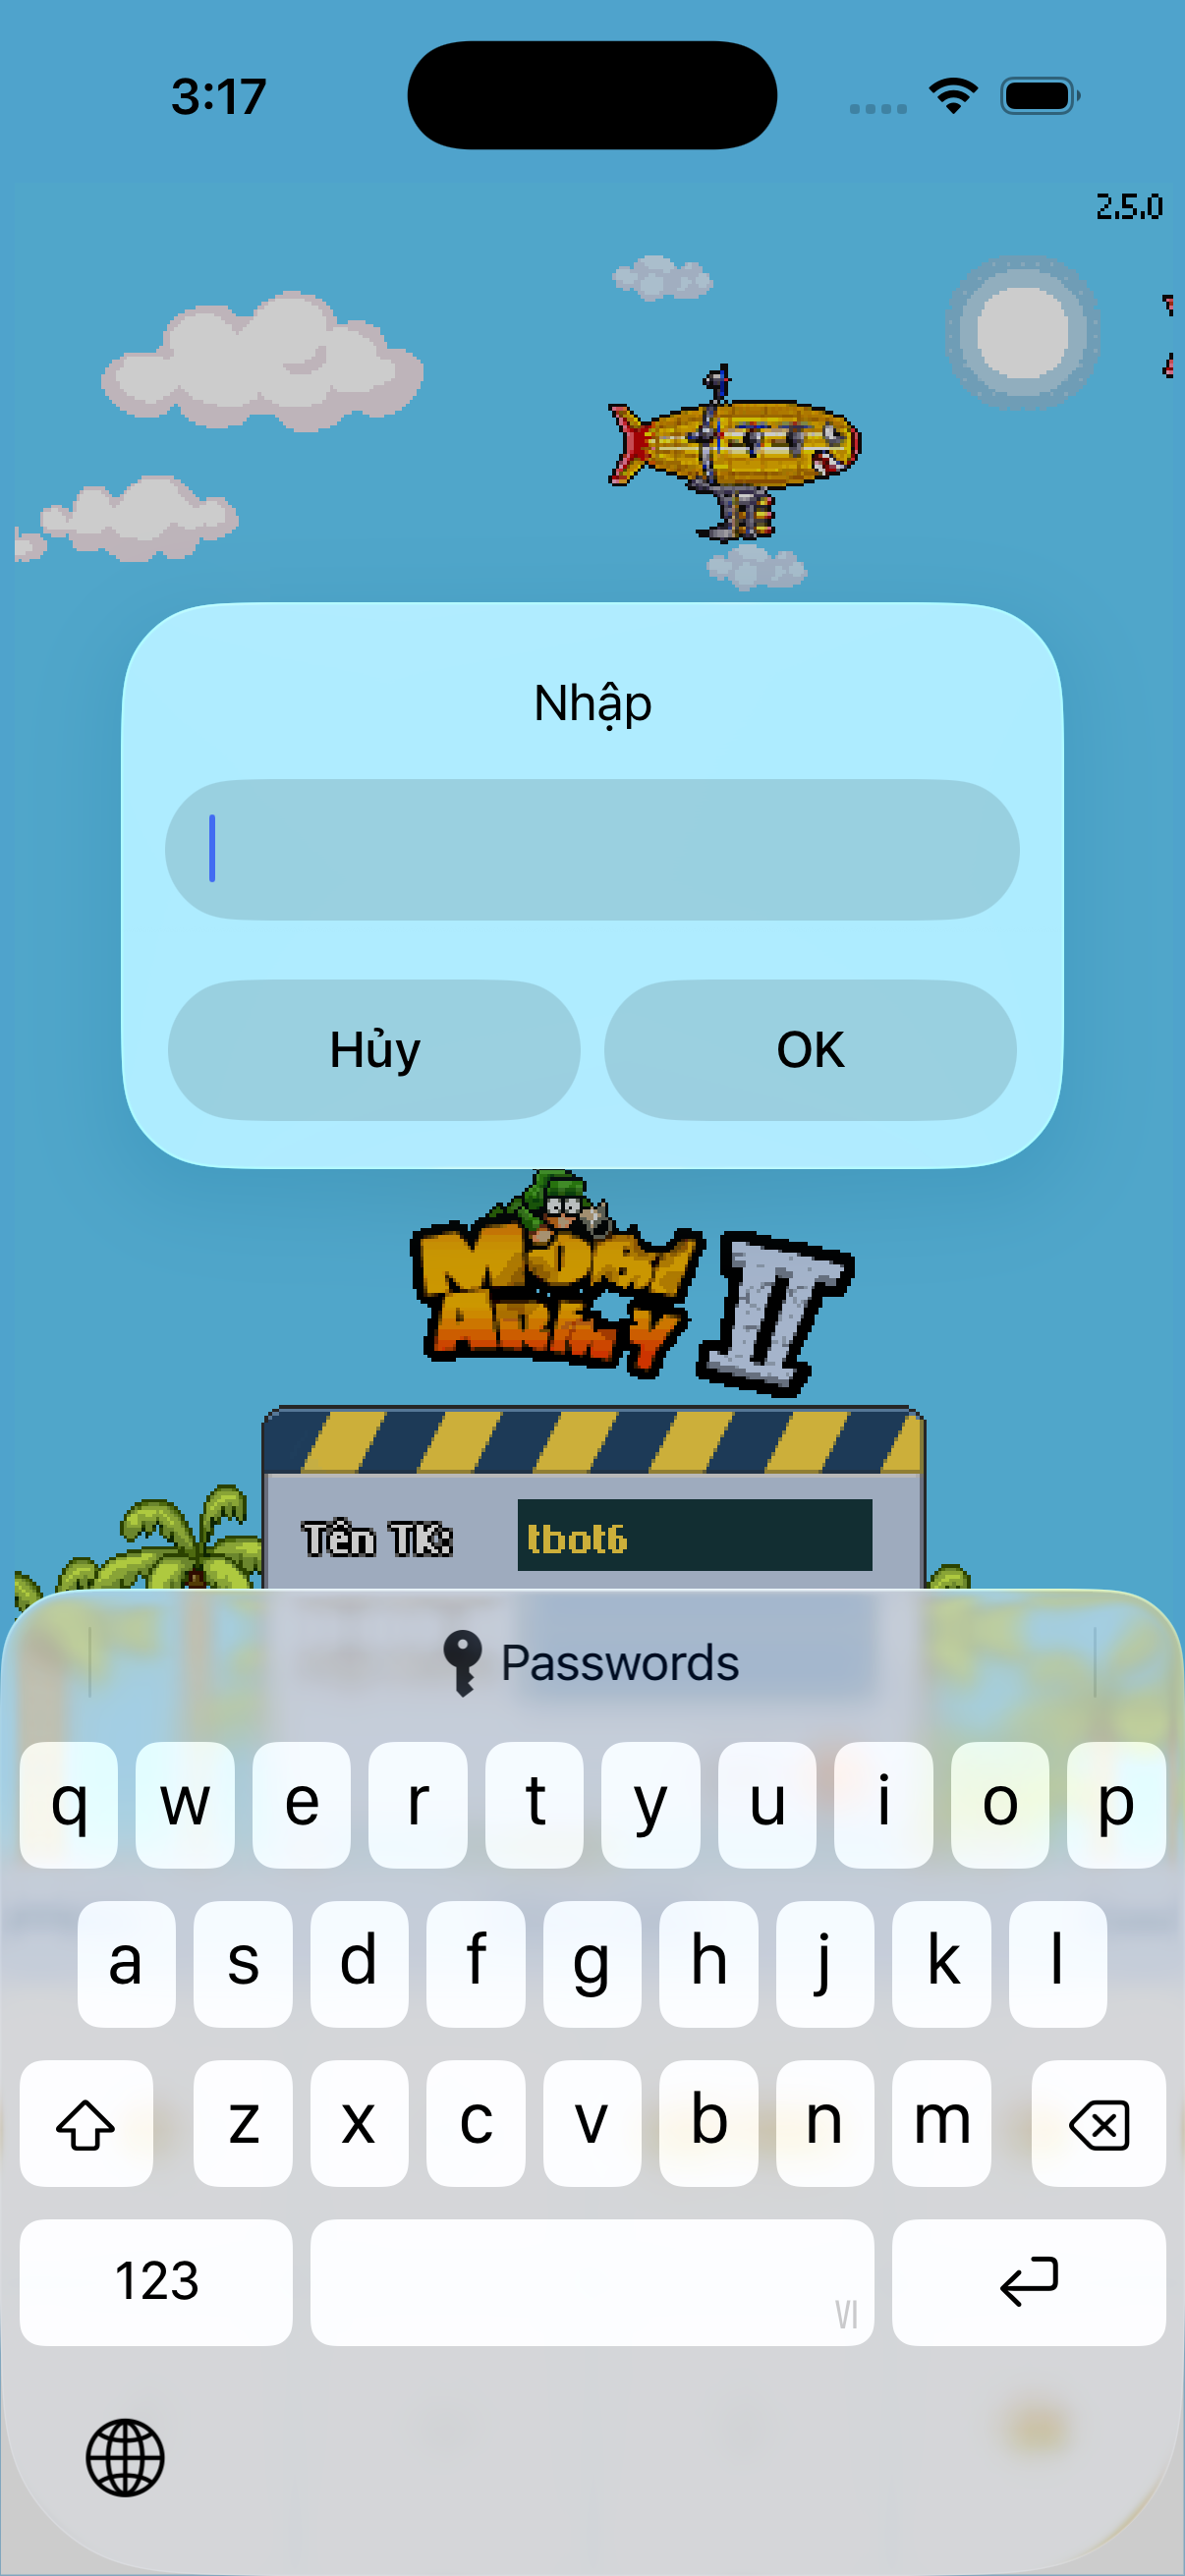 3:17
2.5.0
Nhập
Hủy OK
MOBI
ARMY II
Tên TK: tbot6
Passwords
q w e r t y u i o p
a s d f g h j k l
z x c v b n m
123
VI